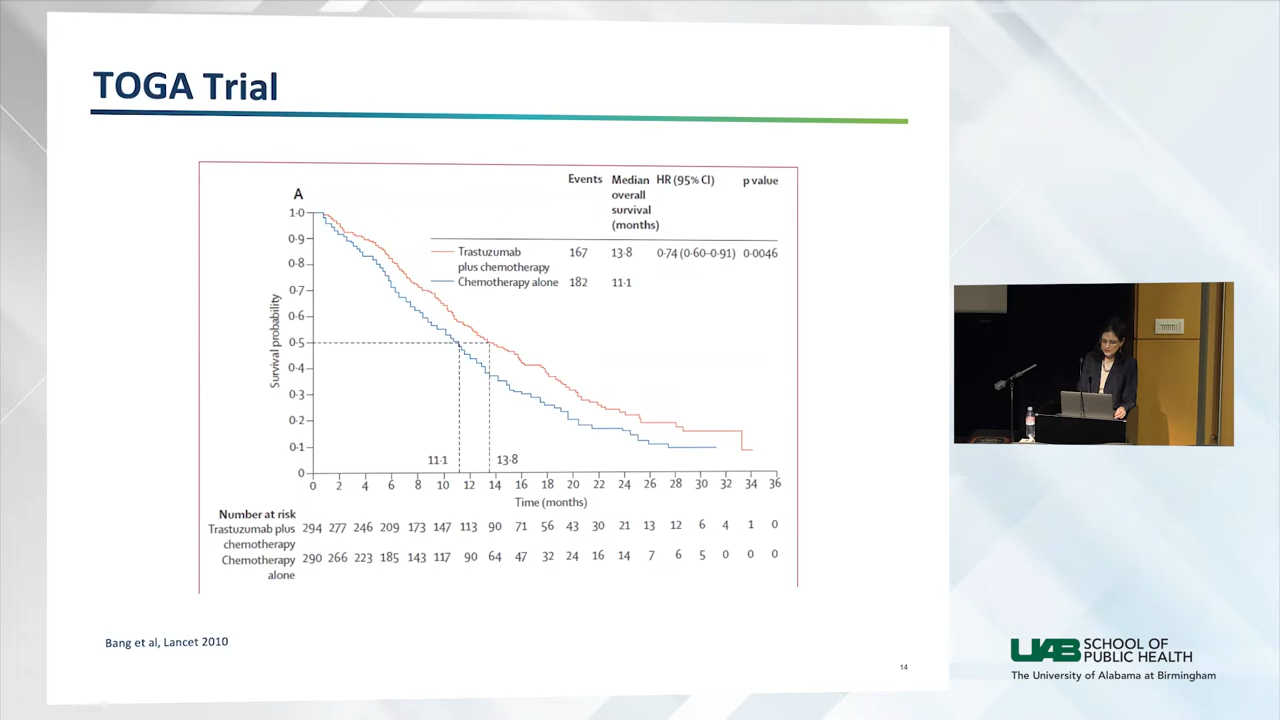 TOGA Trial
A
Events Median overall survival (months) HR (95% CI) p value
Trastuzumab plus chemotherapy 167 13·8 0·74 (0·60–0·91) 0·0046
Chemotherapy alone 182 11·1
Survival probability
1·0
0·9
0·8
0·7
0·6
0·5
0·4
0·3
0·2
0·1
0
11·1 13·8
0 2 4 6 8 10 12 14 16 18 20 22 24 26 28 30 32 34 36
Time (months)
Number at risk
Trastuzumab plus chemotherapy 294 277 246 209 173 147 113 90 71 56 43 30 21 13 12 6 4 1 0
Chemotherapy alone 290 266 223 185 143 117 90 64 47 32 24 16 14 7 6 5 0 0 0
Bang et al, Lancet 2010
14
UAB SCHOOL OF
PUBLIC HEALTH
The University of Alabama at Birmingham